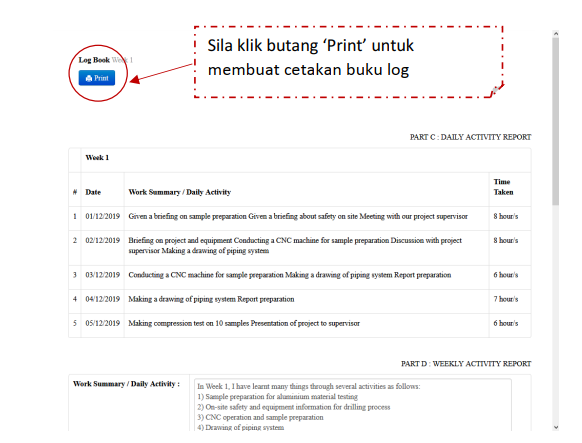 Sila klik butang ‘Print’ untuk
membuat cetakan buku log
Log Book Week 1
Print
PART C : DAILY ACTIVITY REPORT
Week 1
# Date Work Summary / Daily Activity Time Taken
1 01/12/2019 Given a briefing on sample preparation Given a briefing about safety on site Meeting with our project supervisor 8 hour/s
2 02/12/2019 Briefing on project and equipment Conducting a CNC machine for sample preparation Discussion with project 8 hour/s
supervisor Making a drawing of piping system
3 03/12/2019 Conducting a CNC machine for sample preparation Making a drawing of piping system Report preparation 6 hour/s
4 04/12/2019 Making a drawing of piping system Report preparation 7 hour/s
5 05/12/2019 Making compression test on 10 samples Presentation of project to supervisor 6 hour/s
PART D : WEEKLY ACTIVITY REPORT
Work Summary / Daily Activity :
In Week 1, I have learnt many things through several activities as follows:
1) Sample preparation for aluminium material testing
2) On-site safety and equipment information for drilling process
3) CNC operation and sample preparation
4) Drawing of piping system